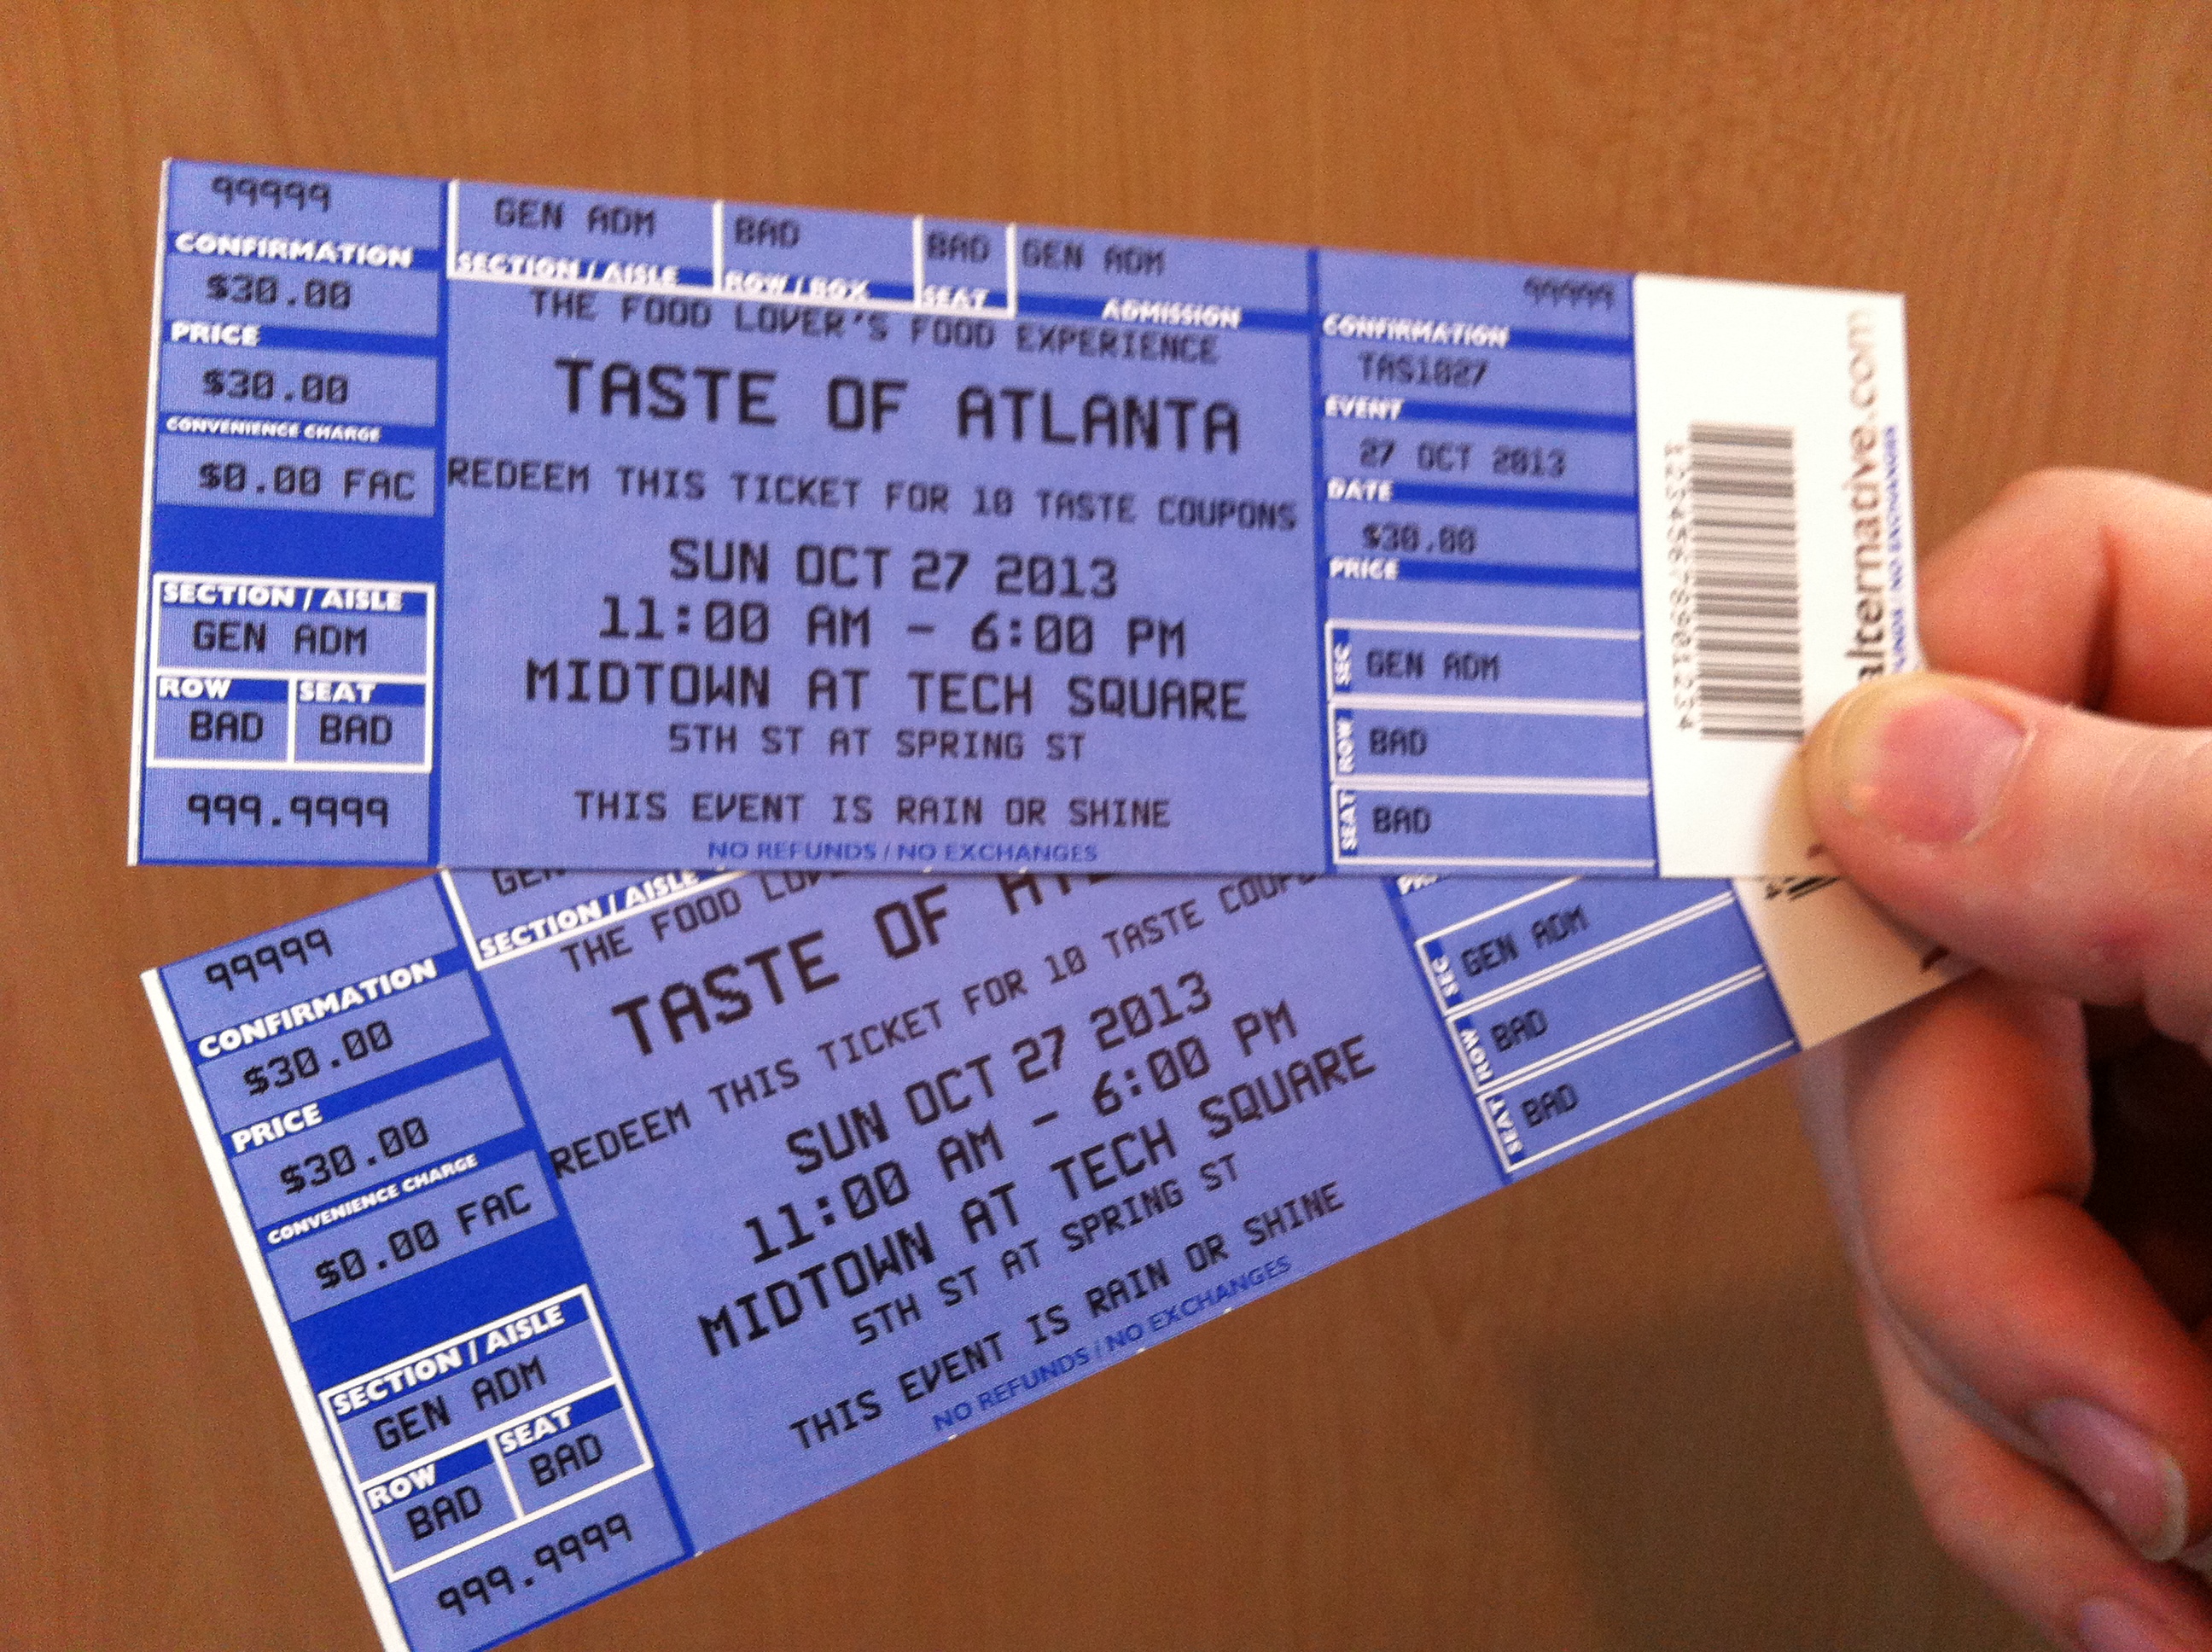 99999
CONFIRMATION
$30.00
PRICE
$30.00
CONVENIENCE CHARGE
$0.00 FAC
SECTION / AISLE
GEN ADM
ROW SEAT
BAD BAD
999.9999
GEN ADM BAD BAD GEN ADM
SECTION / AISLE ROW / BOX SEAT ADMISSION
THE FOOD LOVER'S FOOD EXPERIENCE
TASTE OF ATLANTA
REDEEM THIS TICKET FOR 10 TASTE COUPONS
SUN OCT 27 2013
11:00 AM - 6:00 PM
MIDTOWN AT TECH SQUARE
5TH ST AT SPRING ST
THIS EVENT IS RAIN OR SHINE
NO REFUNDS / NO EXCHANGES
99999
CONFIRMATION
TAS1027
EVENT
27 OCT 2013
DATE
$30.00
PRICE
SEC GEN ADM
ROW BAD
SEAT BAD
12345678901234
alternative.com
NO EXCHANGES
99999
CONFIRMATION
$30.00
PRICE
$30.00
CONVENIENCE CHARGE
$0.00 FAC
SECTION / AISLE
GEN ADM
ROW SEAT
BAD BAD
999.9999
SECTION / AISLE
THE FOOD
TASTE OF
REDEEM THIS TICKET FOR 10 TASTE
SUN OCT 27 2013
11:00 AM - 6:00 PM
MIDTOWN AT TECH SQUARE
5TH ST AT SPRING ST
THIS EVENT IS RAIN OR SHINE
NO REFUNDS / NO EXCHANGES
SEC GEN ADM
ROW BAD
SEAT BAD